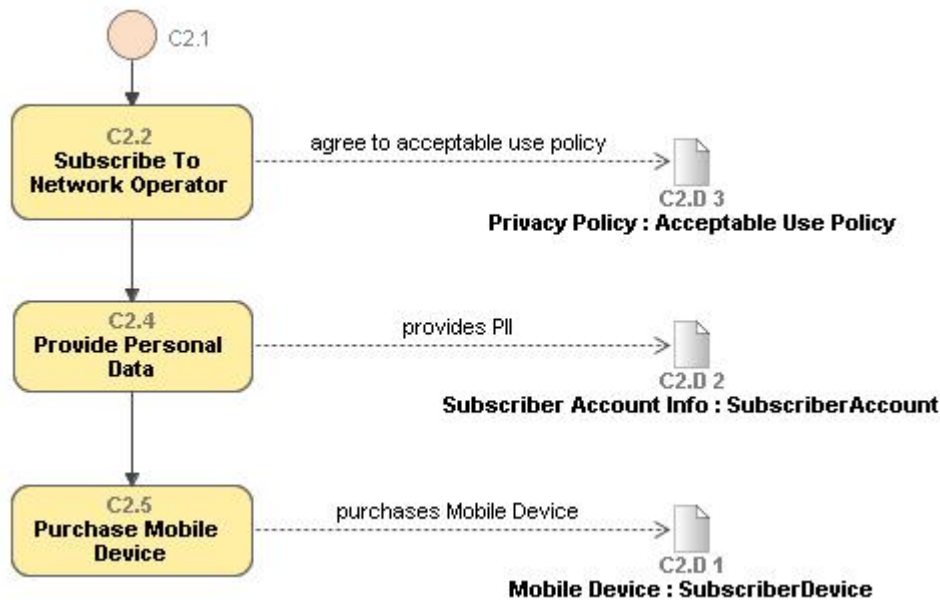 C2.1
C2.2
Subscribe To
Network Operator
agree to acceptable use policy
C2.D 3
Privacy Policy : Acceptable Use Policy
C2.4
Provide Personal
Data
provides PII
C2.D 2
Subscriber Account Info : SubscriberAccount
C2.5
Purchase Mobile
Device
purchases Mobile Device
C2.D 1
Mobile Device : SubscriberDevice